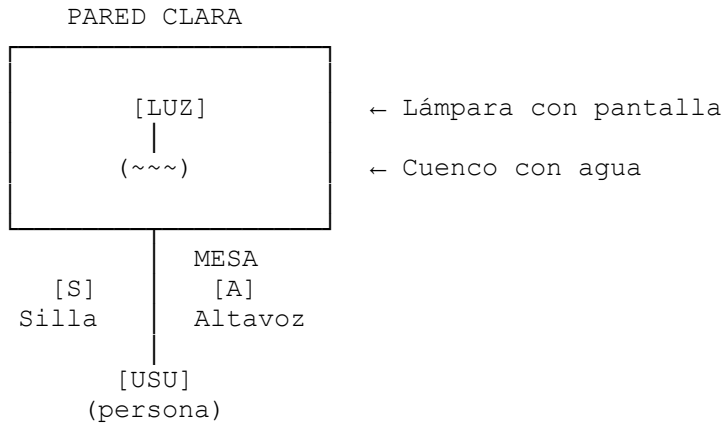 PARED CLARA
[LUZ] ← Lámpara con pantalla
(~~~) ← Cuenco con agua
MESA
[S] [A]
Silla Altavoz
[USU]
(persona)